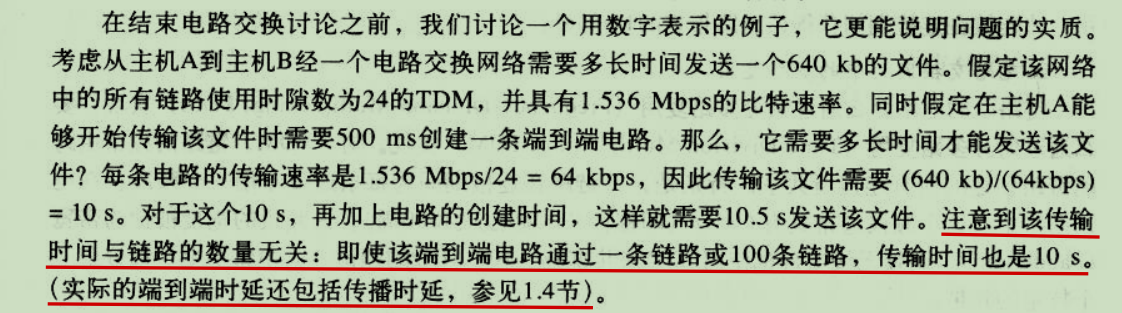 在结束电路交换讨论之前，我们讨论一个用数字表示的例子，它更能说明问题的实质。
考虑从主机A到主机B经一个电路交换网络需要多长时间发送一个640 kb的文件。假定该网络
中的所有链路使用时隙数为24的TDM，并具有1.536 Mbps的比特速率。同时假定在主机A能
够开始传输该文件时需要500 ms创建一条端到端电路。那么，它需要多长时间才能发送该文
件？每条电路的传输速率是1.536 Mbps/24 = 64 kbps，因此传输该文件需要 (640 kb)/(64kbps)
= 10 s。对于这个10 s，再加上电路的创建时间，这样就需要10.5 s发送该文件。注意到该传输
时间与链路的数量无关：即使该端到端电路通过一条链路或100条链路，传输时间也是10 s。
（实际的端到端时延还包括传播时延，参见1.4节）。